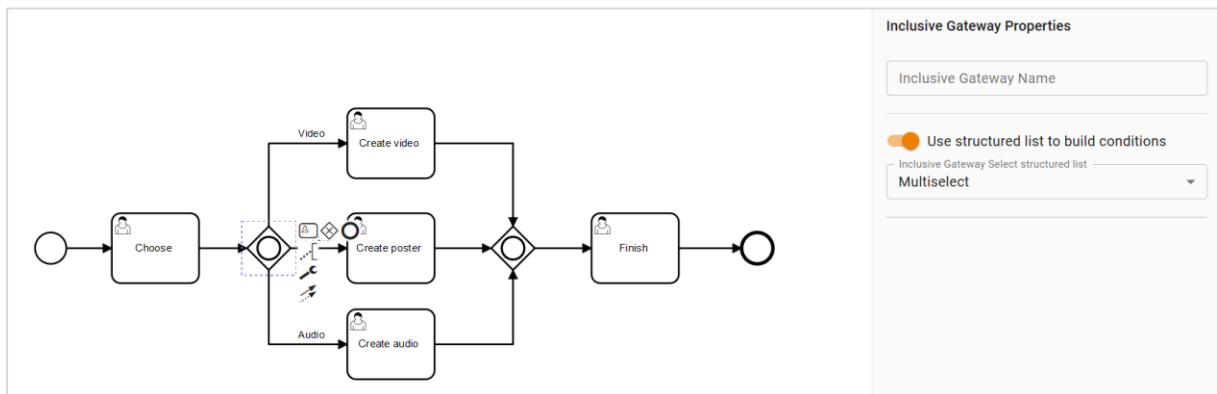 Inclusive Gateway Properties
Inclusive Gateway Name
Use structured list to build conditions
Inclusive Gateway Select structured list
Multiselect
Video
Create video
Choose
Create poster
Finish
Audio
Create audio